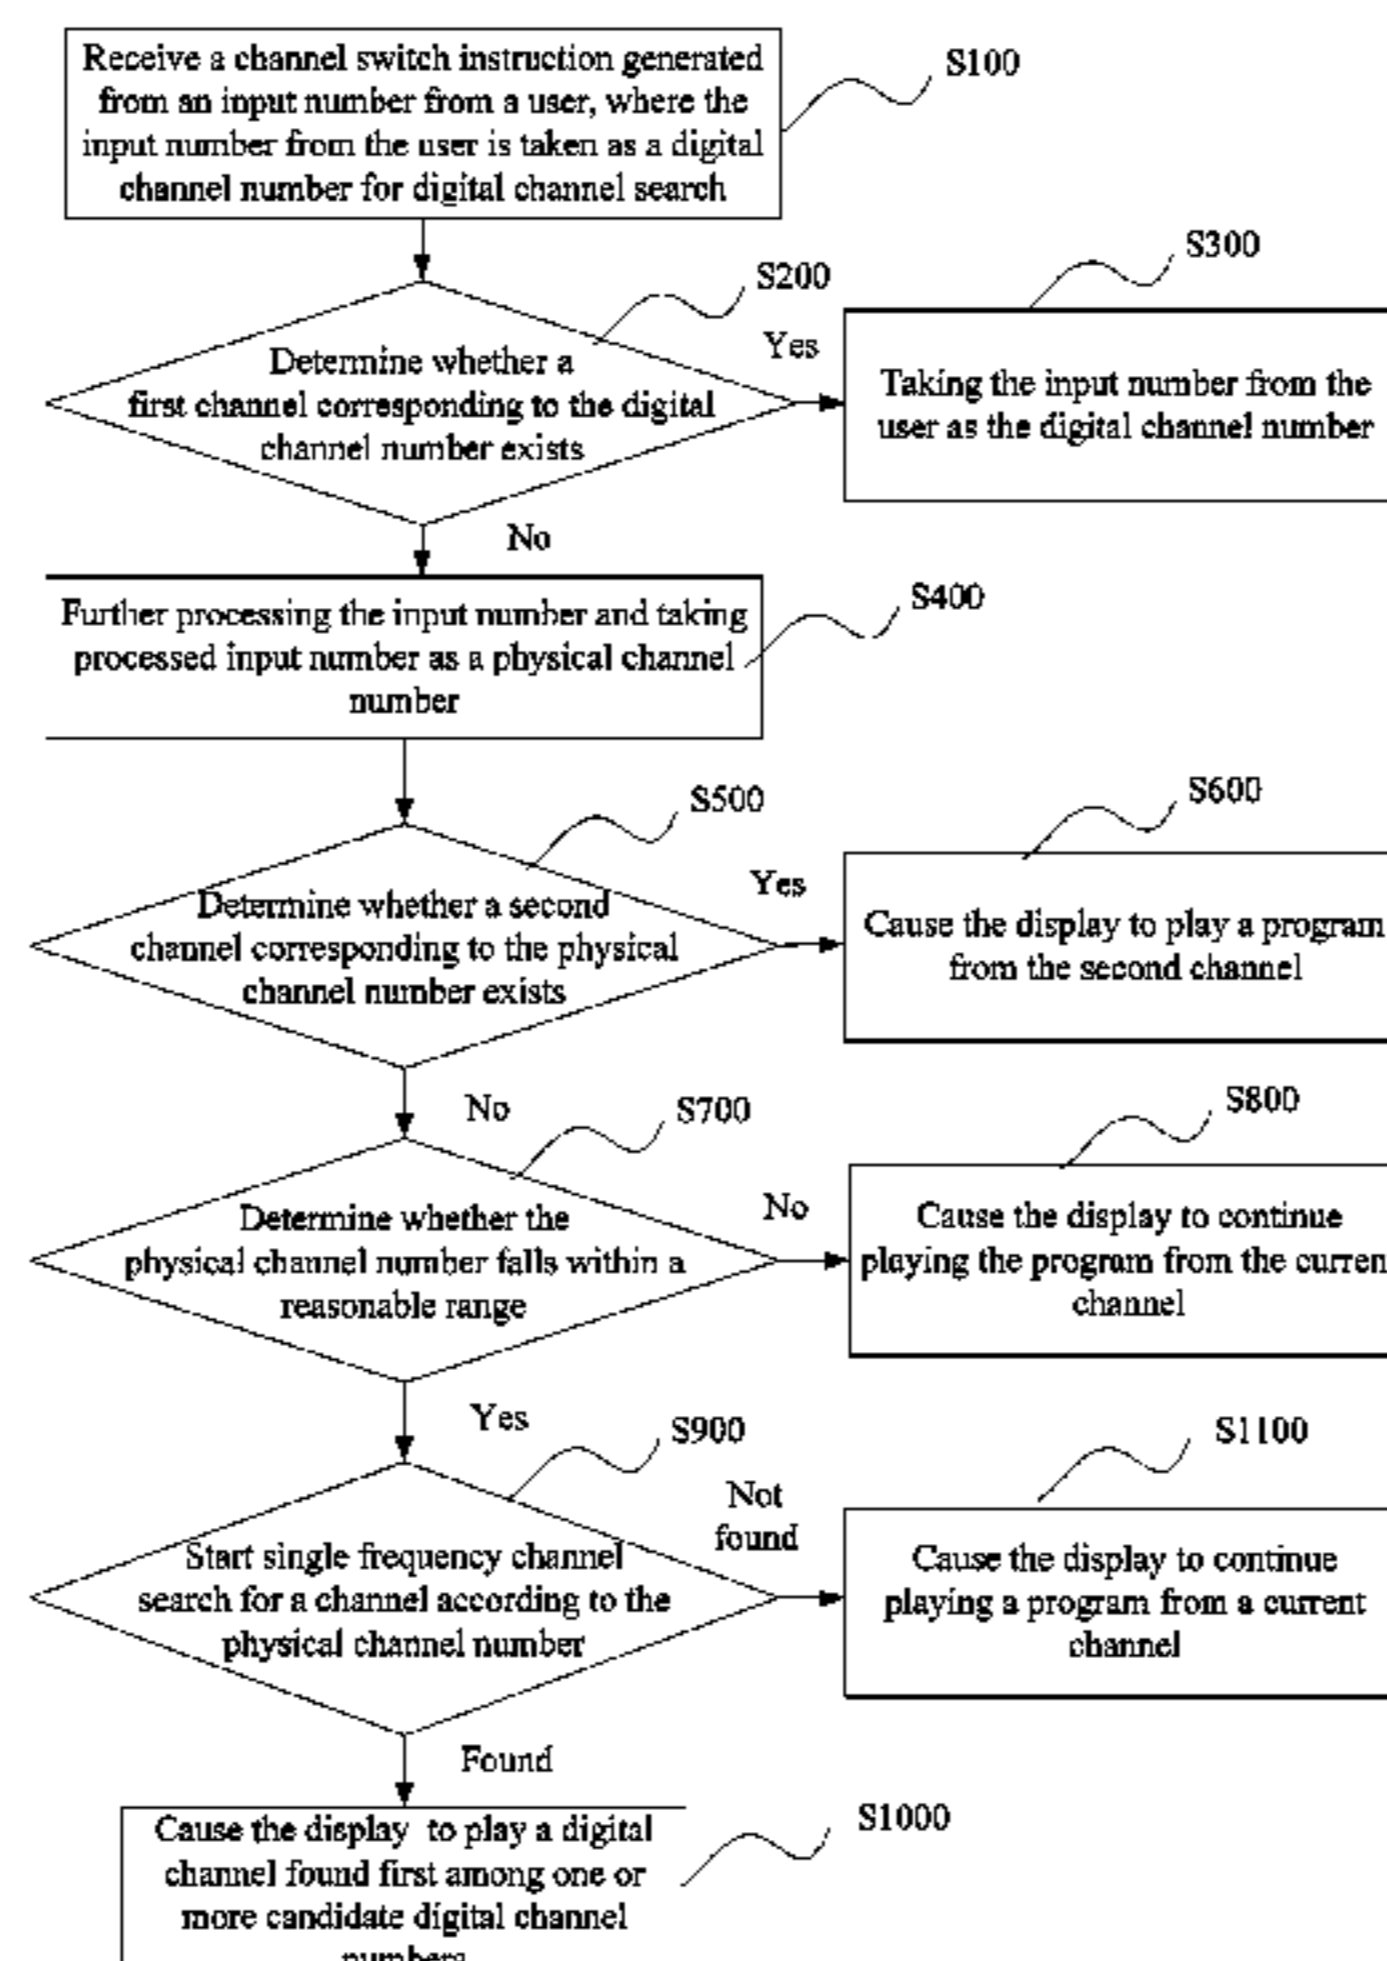 Receive a channel switch instruction generated
from an input number from a user, where the
input number from the user is taken as a digital
channel number for digital channel search
S100
S200
Determine whether a
first channel corresponding to the digital
channel number exists
Yes
S300
Taking the input number from the
user as the digital channel number
No
Further processing the input number and taking
processed input number as a physical channel
number
S400
S500
Determine whether a second
channel corresponding to the physical
channel number exists
Yes
S600
Cause the display to play a program
from the second channel
No
S700
Determine whether the
physical channel number falls within a
reasonable range
No
S800
Cause the display to continue
playing the program from the curren
channel
Yes
S900
Start single frequency channel
search for a channel according to the
physical channel number
Not
found
S1100
Cause the display to continue
playing a program from a current
channel
Found
Cause the display to play a digital
channel found first among one or
more candidate digital channel
numbers
S1000